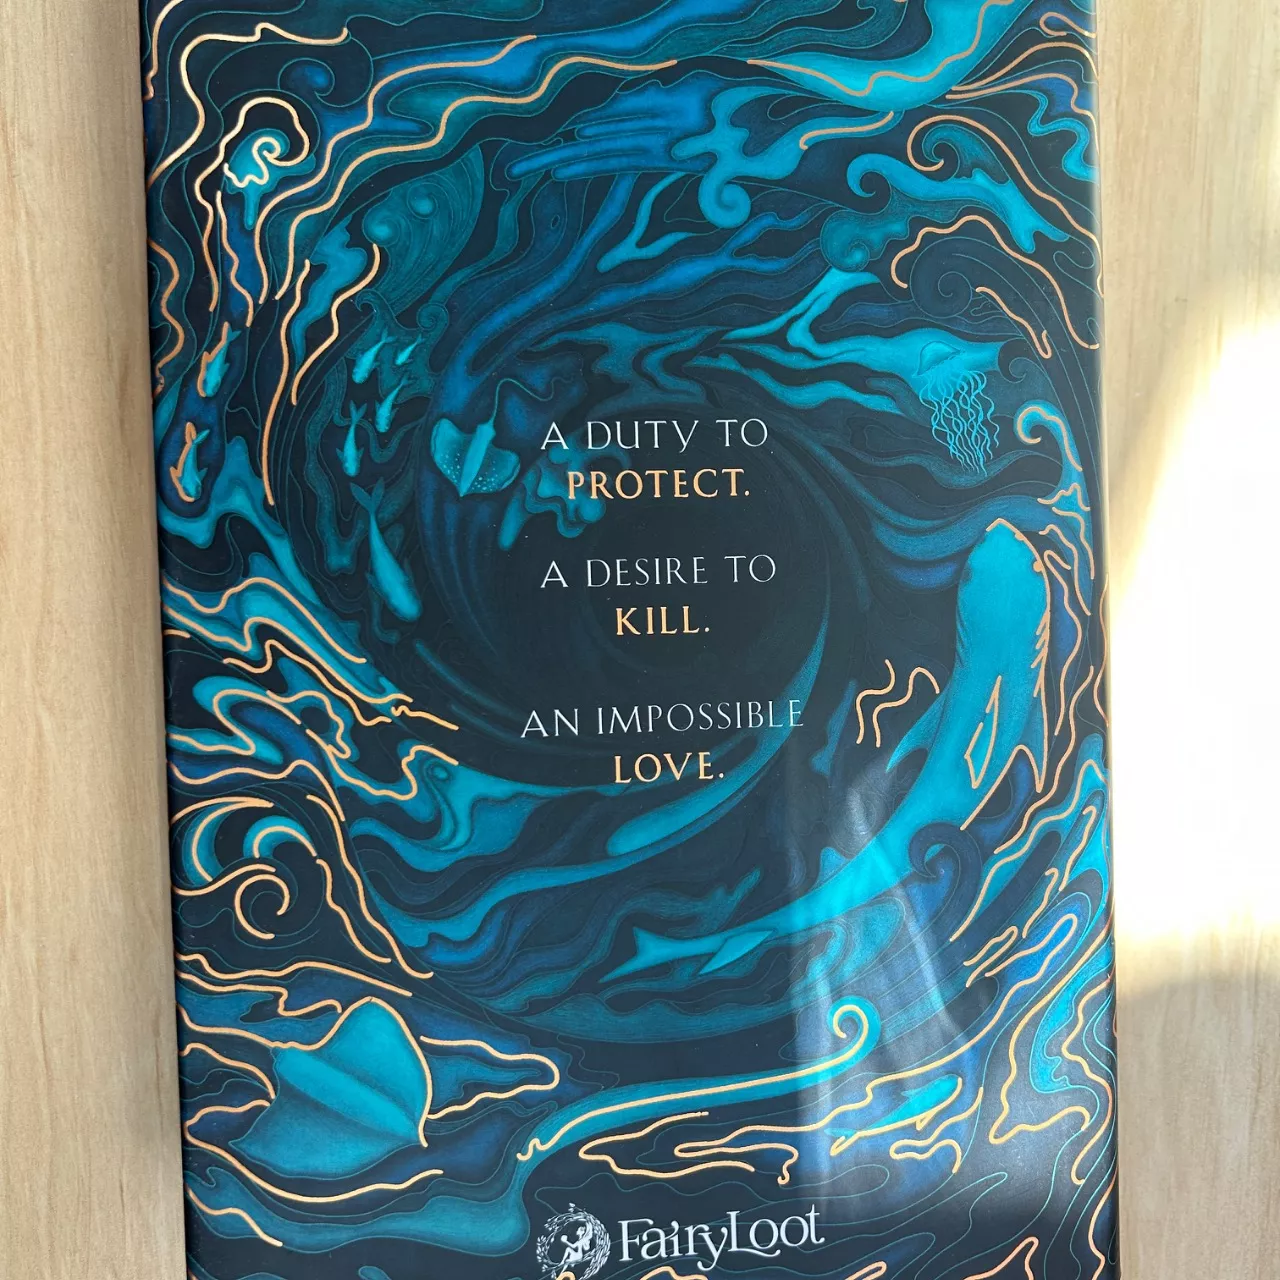 A DUTY TO
PROTECT.
A DESIRE TO
KILL.
AN IMPOSSIBLE
LOVE.
FairyLoot